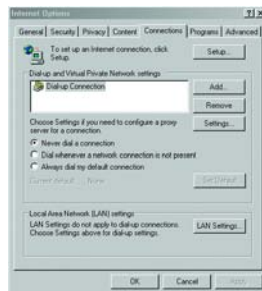 Internet Options
General Security Privacy Content Connections Programs Advanced
To set up an Internet connection, click Setup.
Setup...
Dial-up and Virtual Private Network settings
Dial-up Connection
Add...
Remove
Choose Settings if you need to configure a proxy server for a connection.
Settings...
Never dial a connection
Dial whenever a network connection is not present
Always dial my default connection
Current default: None
Set Default
Local Area Network (LAN) settings
LAN Settings do not apply to dial-up connections.
Choose Settings above for dial-up settings.
LAN Settings...
OK Cancel Apply